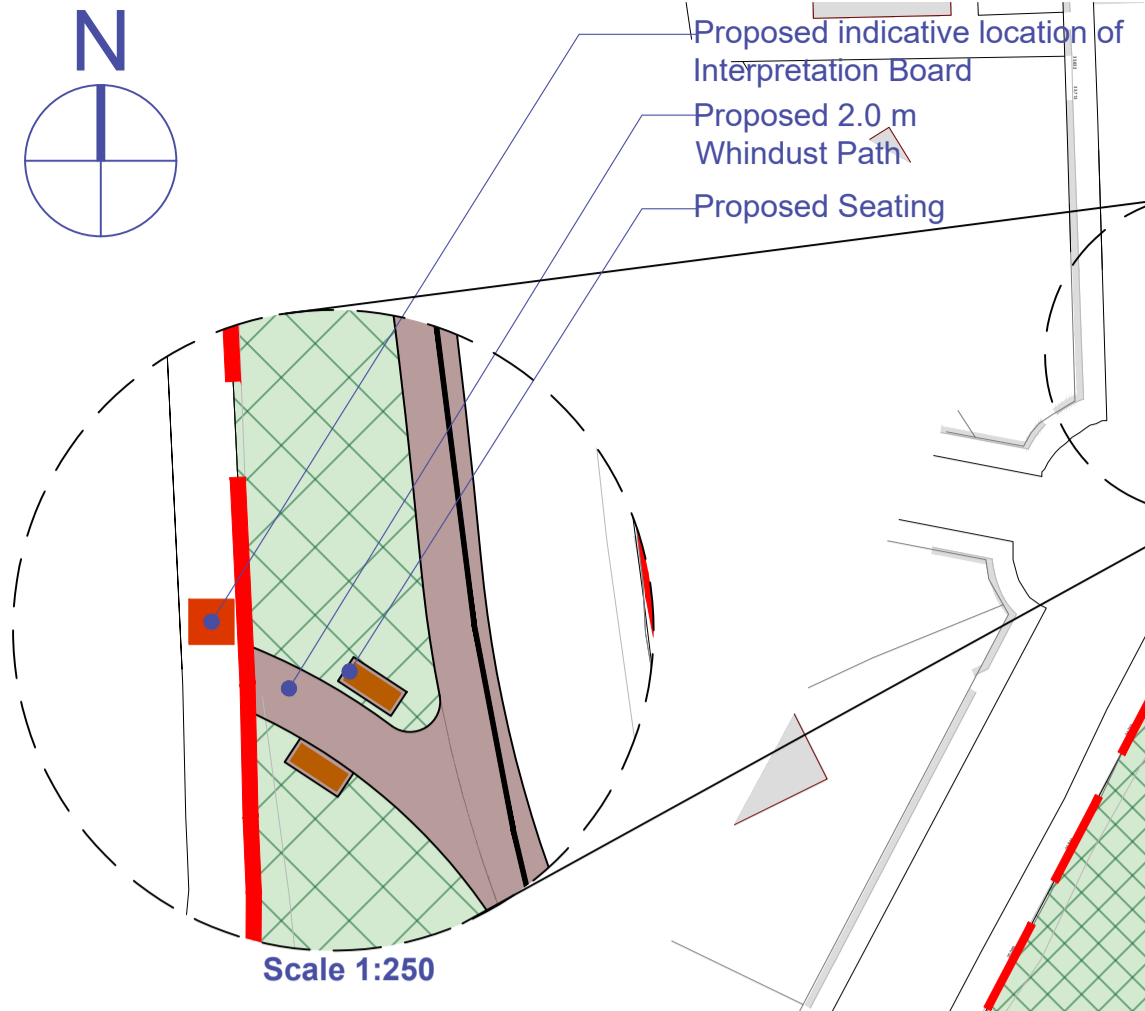 N
Proposed indicative location of
Interpretation Board
Proposed 2.0 m
Whindust Path
Proposed Seating
Scale 1:250